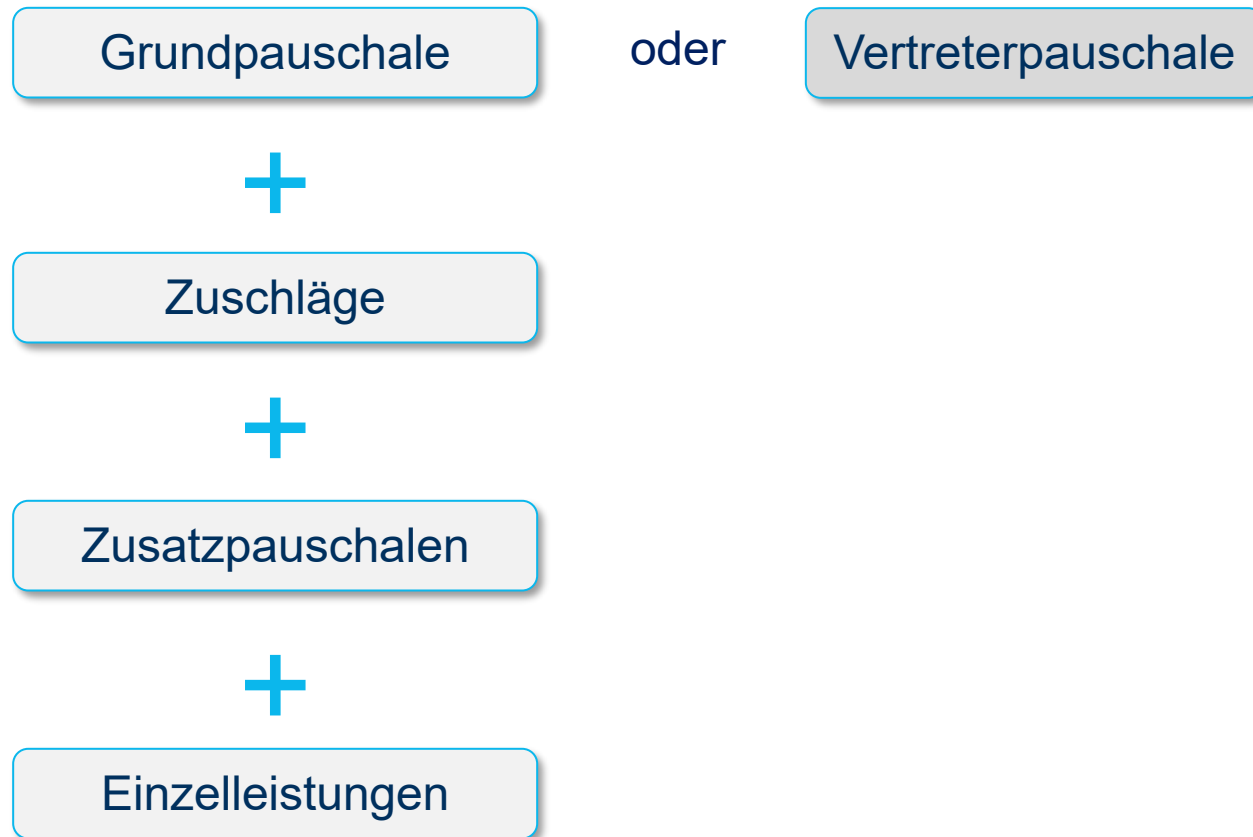 Grundpauschale oder Vertreterpauschale
+
Zuschläge
+
Zusatzpauschalen
+
Einzelleistungen